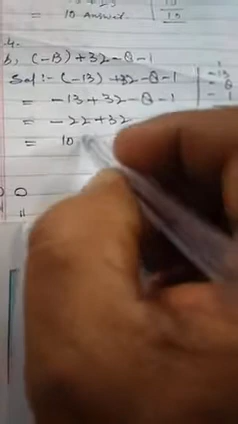 = 10 Answer.
4.
b, (-13) + 32 - 8 - 1
Sol:- (-13) + 32 - 8 - 1
= -13 + 32 - 8 - 1
= -22 + 32
= 10